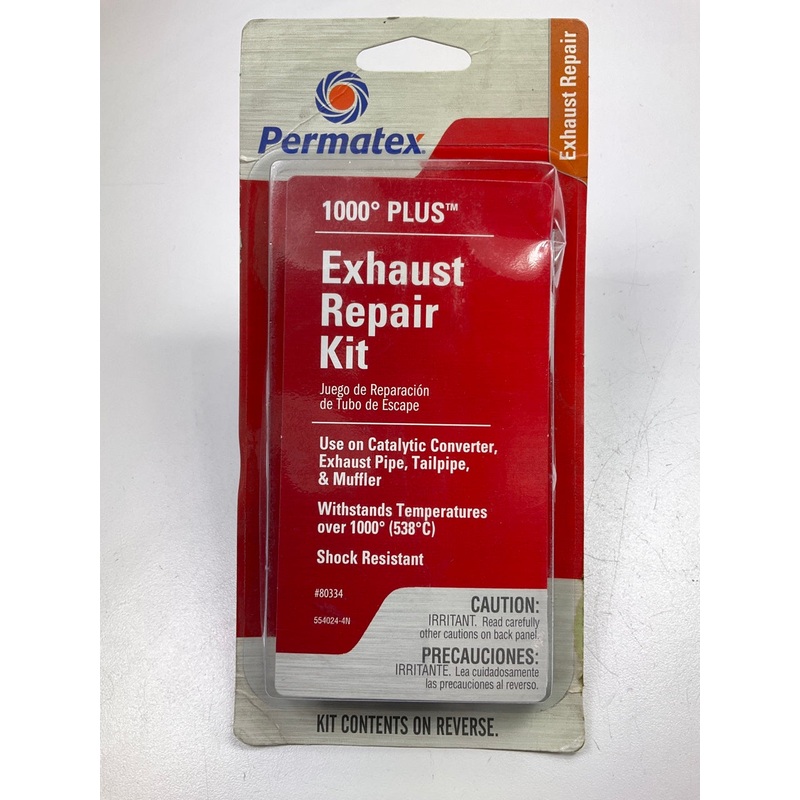 Exhaust Repair
Permatex
1000° PLUS™
Exhaust
Repair
Kit
Juego de Reparación
de Tubo de Escape
Use on Catalytic Converter,
Exhaust Pipe, Tailpipe,
& Muffler
Withstands Temperatures
over 1000° (538°C)
Shock Resistant
#80334
554024-4N
CAUTION:
IRRITANT. Read carefully
other cautions on back panel.
PRECAUCIONES:
IRRITANTE. Lea cuidadosamente
las precauciones al reverso.
KIT CONTENTS ON REVERSE.